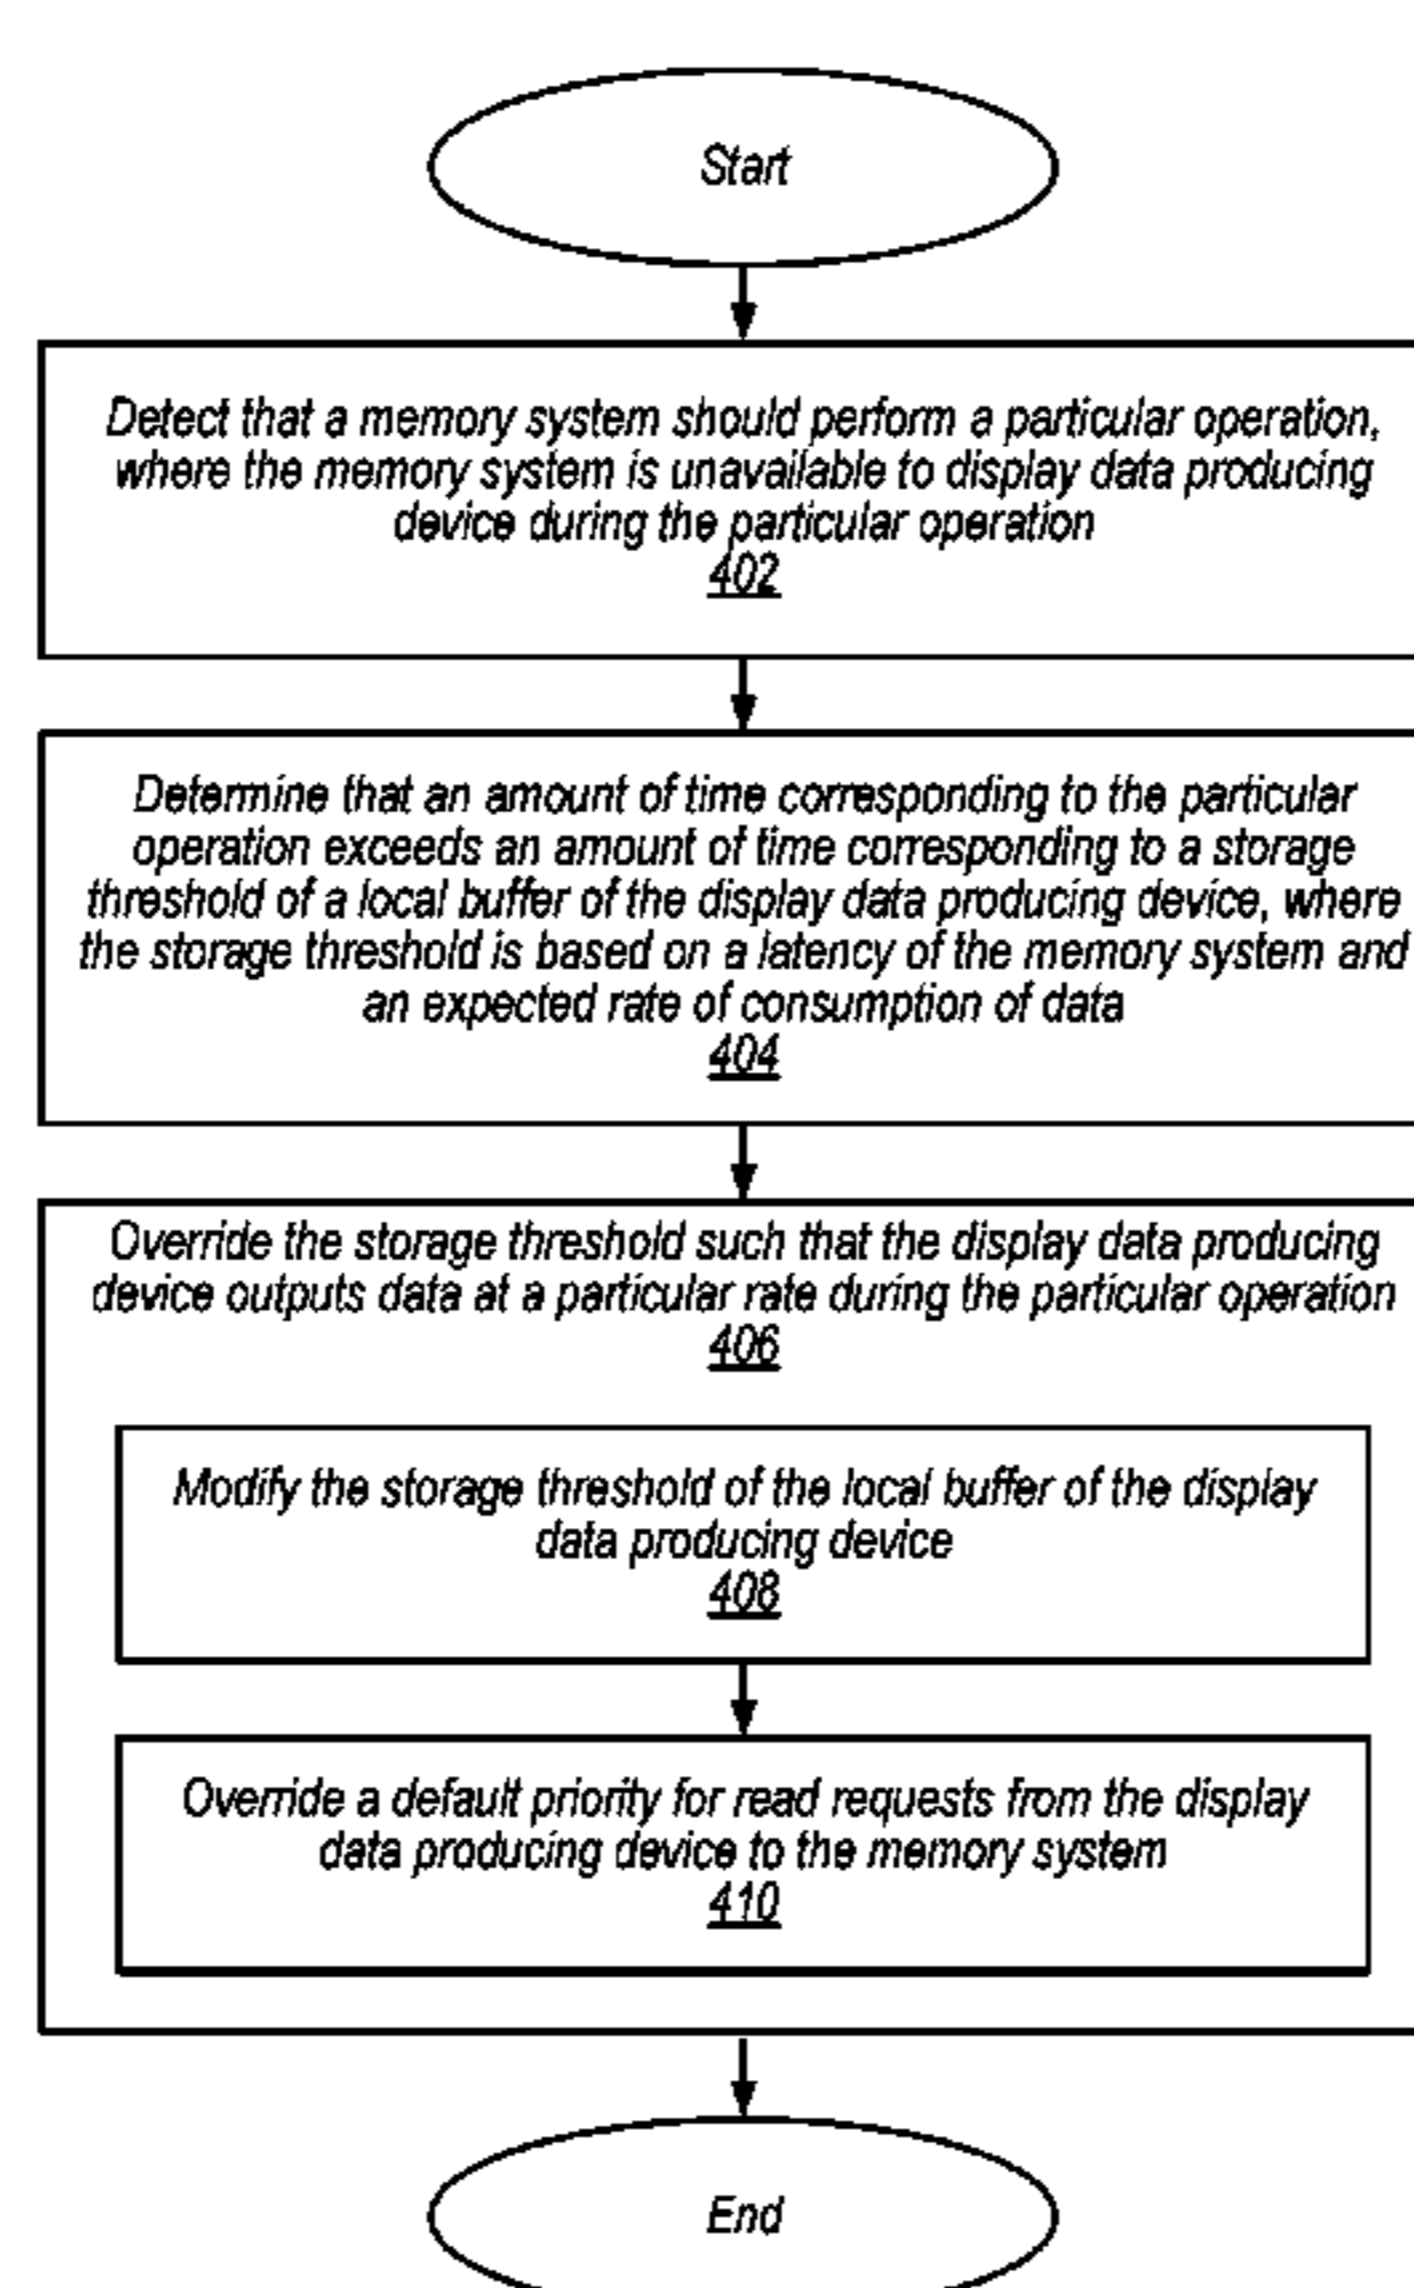 Start
Detect that a memory system should perform a particular operation,
where the memory system is unavailable to display data producing
device during the particular operation
402
Determine that an amount of time corresponding to the particular
operation exceeds an amount of time corresponding to a storage
threshold of a local buffer of the display data producing device, where
the storage threshold is based on a latency of the memory system and
an expected rate of consumption of data
404
Override the storage threshold such that the display data producing
device outputs data at a particular rate during the particular operation
406
Modify the storage threshold of the local buffer of the display
data producing device
408
Override a default priority for read requests from the display
data producing device to the memory system
410
End